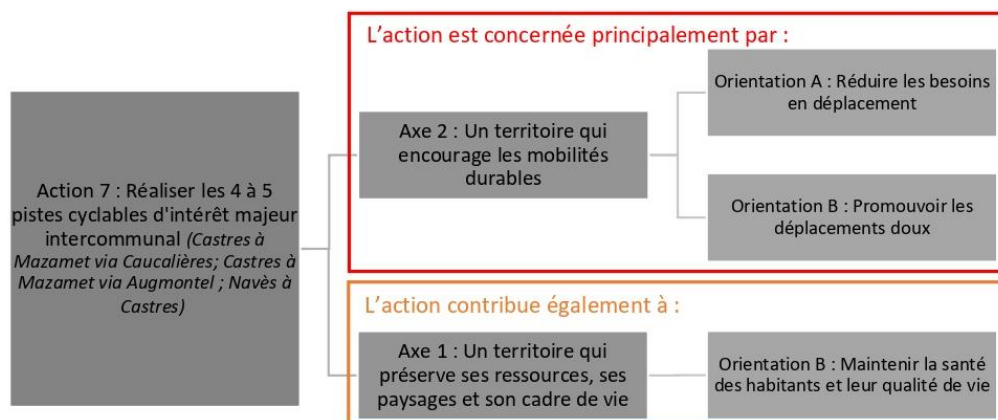 Action 7 : Réaliser les 4 à 5
pistes cyclables d'intérêt majeur
intercommunal (Castres à
Mazamet via Caucalières; Castres à
Mazamet via Augmontel ; Navès à
Castres)
L'action est concernée principalement par :
Axe 2 : Un territoire qui
encourage les mobilités
durables
Orientation A : Réduire les besoins
en déplacement
Orientation B : Promouvoir les
déplacements doux
L'action contribue également à :
Axe 1 : Un territoire qui
préserve ses ressources, ses
paysages et son cadre de vie
Orientation B : Maintenir la santé
des habitants et leur qualité de vie